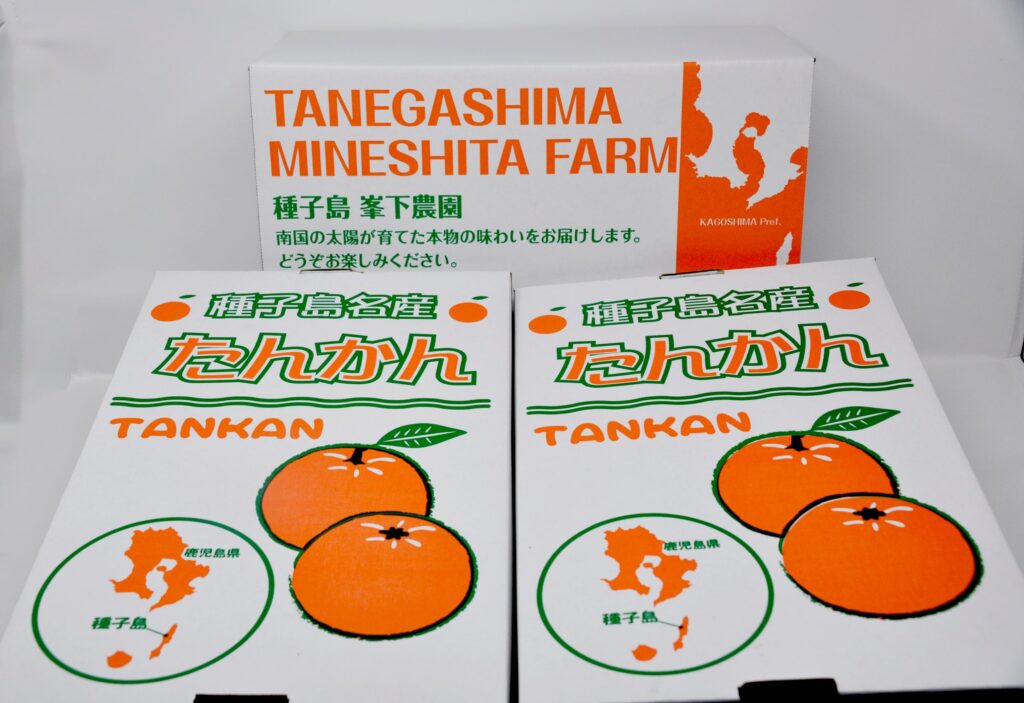 TANEGASHIMA
MINESHITA FARM
種子島 峯下農園
南国の太陽が育てた本物の味わいをお届けします。
どうぞお楽しみください。
KAGOSHIMA Pref.
種子島名産
たんかん
TANKAN
鹿児島県
種子島
種子島名産
たんかん
TANKAN
鹿児島県
種子島